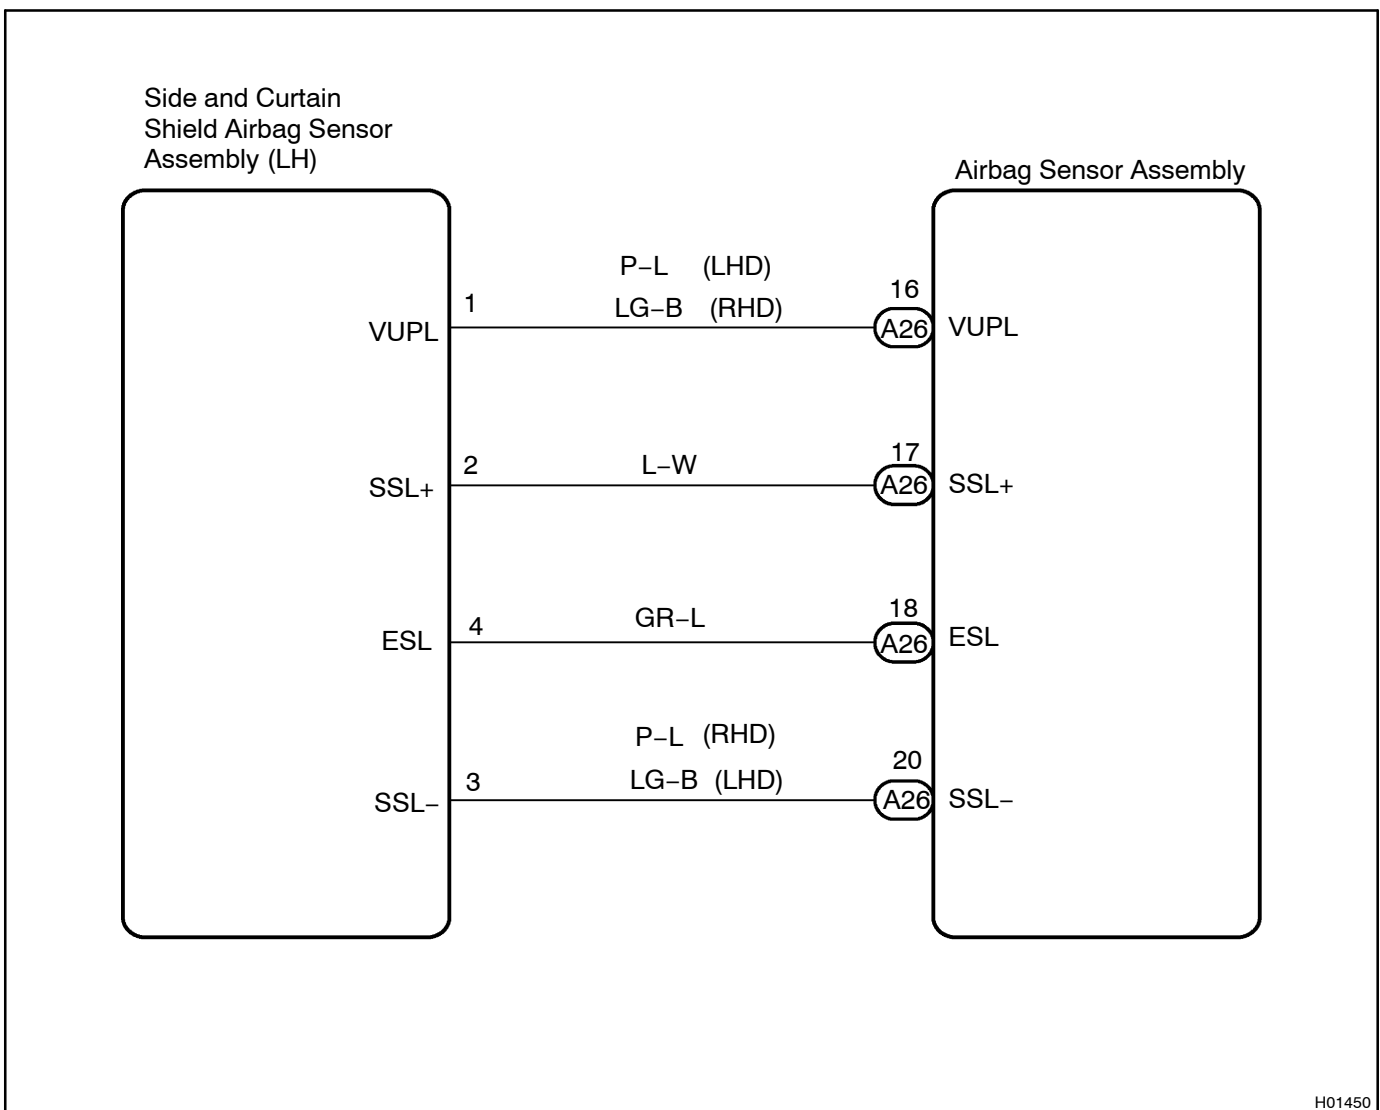 Side and Curtain
Shield Airbag Sensor
Assembly (LH)
Airbag Sensor Assembly
P−L (LHD)
LG−B (RHD)
1
16
VUPL
A26
VUPL
2
L−W
17
SSL+
A26
SSL+
4
GR−L
18
ESL
A26
ESL
P−L (RHD)
LG−B (LHD)
3
20
SSL−
A26
SSL−
H01450